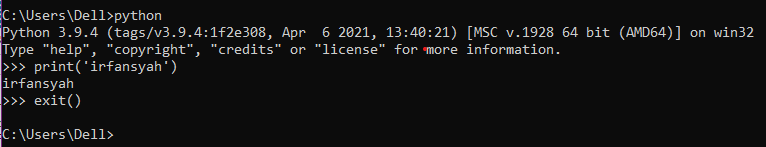 C:\Users\Dell>python
Python 3.9.4 (tags/v3.9.4:1f2e308, Apr  6 2021, 13:40:21) [MSC v.1928 64 bit (AMD64)] on win32
Type "help", "copyright", "credits" or "license" for more information.
>>> print('irfansyah')
irfansyah
>>> exit()
C:\Users\Dell>